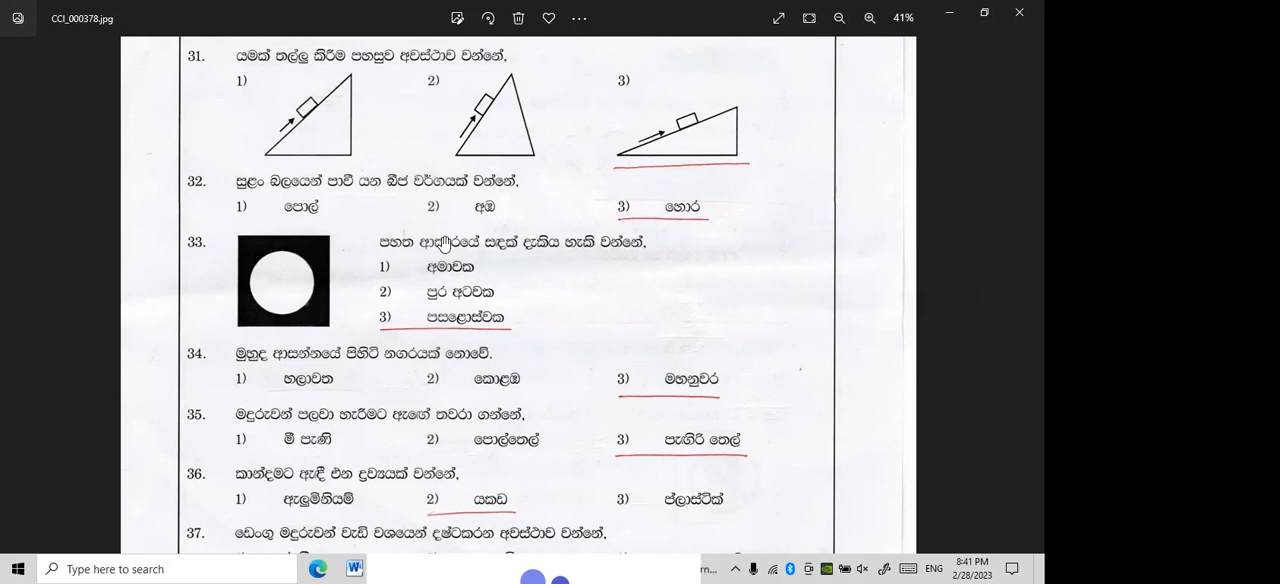 CCI_000378.jpg
41%
31. යමක් තල්ලු කිරීම පහසුව අවස්ථාව වන්නේ,
1) 2) 3)
32. සුළං බලයෙන් පාවී යන බීජ වර්ගයක් වන්නේ,
1) පොල් 2) අඹ 3) හොර
33. පහත ආකාරයේ සඳක් දැකිය හැකි වන්නේ,
1) අමාවක
2) පුර අටවක
3) පසළොස්වක
34. මුහුද ආසන්නයේ පිහිටි නගරයක් නොවේ.
1) හලාවත 2) කොළඹ 3) මහනුවර
35. මදුරුවන් පලවා හැරීමට ඇඟේ තවරා ගන්නේ,
1) මී පැණි 2) පොල්තෙල් 3) පැඟිරි තෙල්
36. කාන්දමට ඇඳී එන ද්‍රව්‍යයක් වන්නේ,
1) ඇලුමිනියම් 2) යකඩ 3) ප්ලාස්ටික්
37. ඩෙංගු මදුරුවන් වැඩි වශයෙන් දෂ්ටකරන අවස්ථාව වන්නේ,
Type here to search
ENG
8:41 PM
2/28/2023